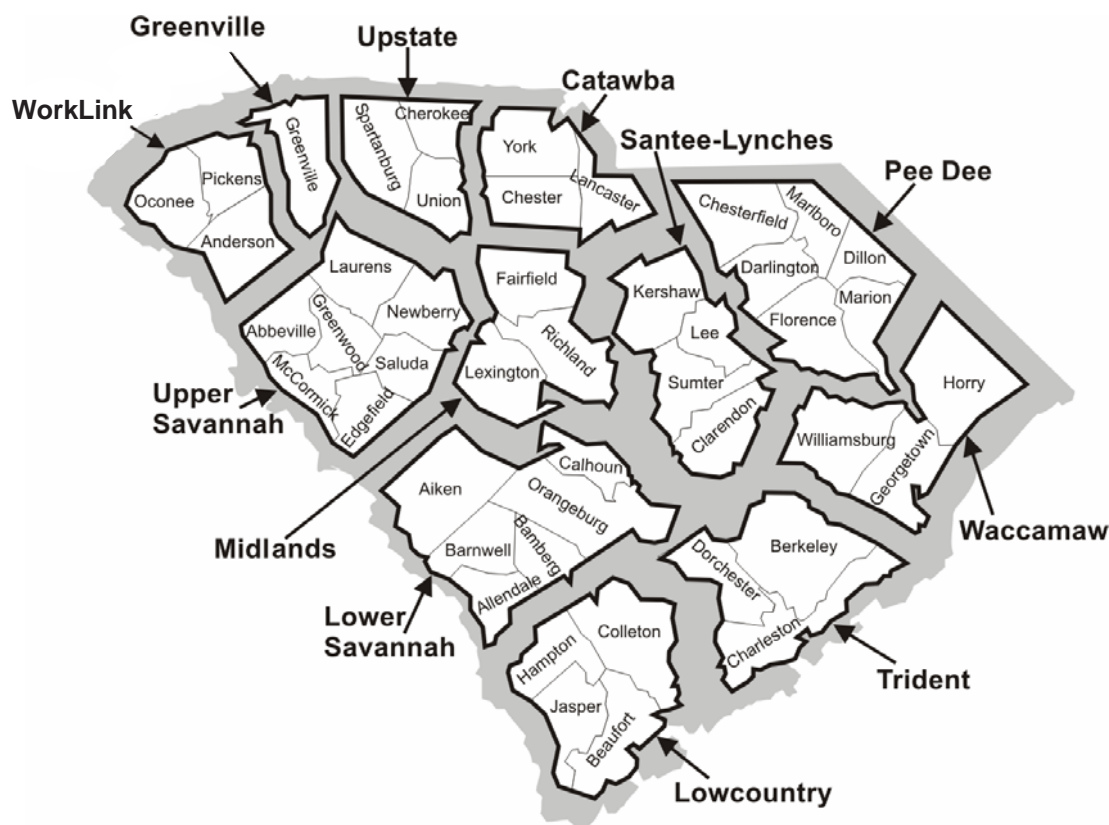 Greenville
Upstate
Catawba
WorkLink
Santee-Lynches
Pee Dee
Cherokee
Spartanburg
Greenville
York
Pickens
Oconee
Union
Chester
Lancaster
Anderson
Marlboro
Chesterfield
Dillon
Laurens
Fairfield
Darlington
Kershaw
Marion
Newberry
Greenwood
Abbeville
Florence
Lee
Richland
Saluda
McCormick
Lexington
Sumter
Horry
Edgefield
Upper
Savannah
Clarendon
Williamsburg
Georgetown
Calhoun
Aiken
Orangeburg
Waccamaw
Midlands
Barnwell
Bamberg
Berkeley
Dorchester
Allendale
Lower
Savannah
Colleton
Charleston
Hampton
Trident
Jasper
Beaufort
Lowcountry